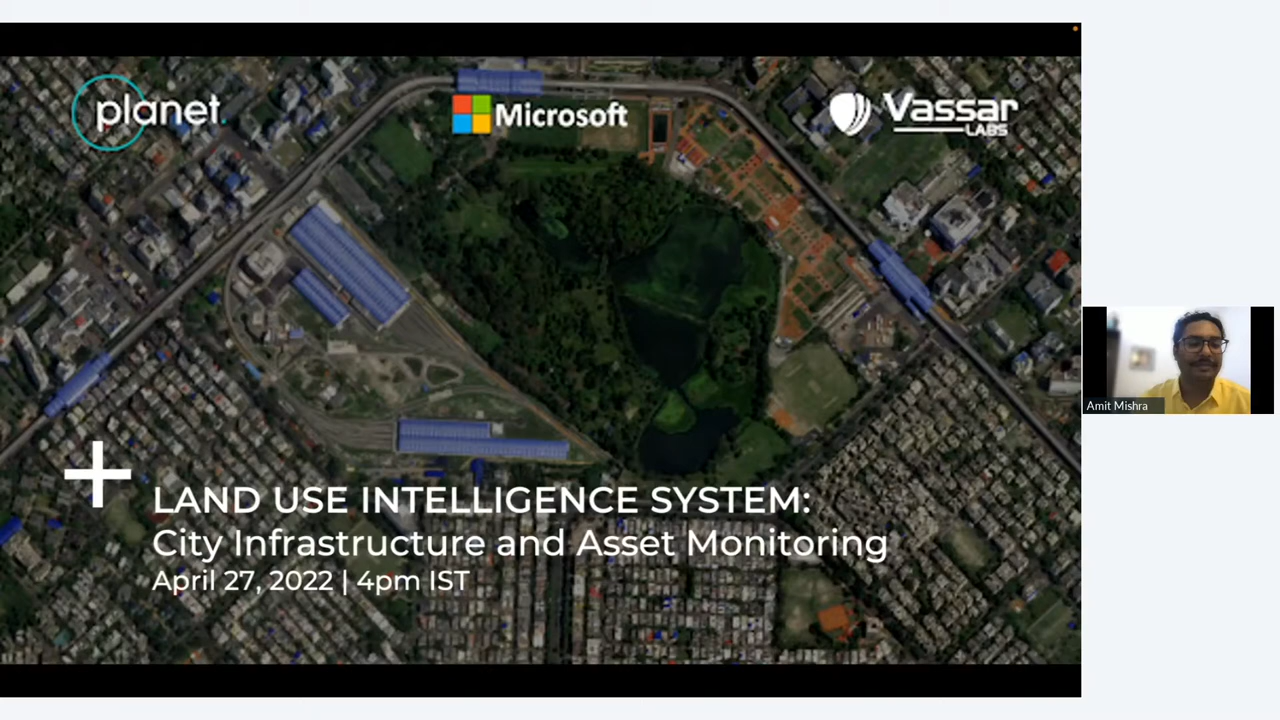 planet.
Microsoft
Vassar
LABS
LAND USE INTELLIGENCE SYSTEM:
City Infrastructure and Asset Monitoring
April 27, 2022 | 4pm IST
Amit Mishra